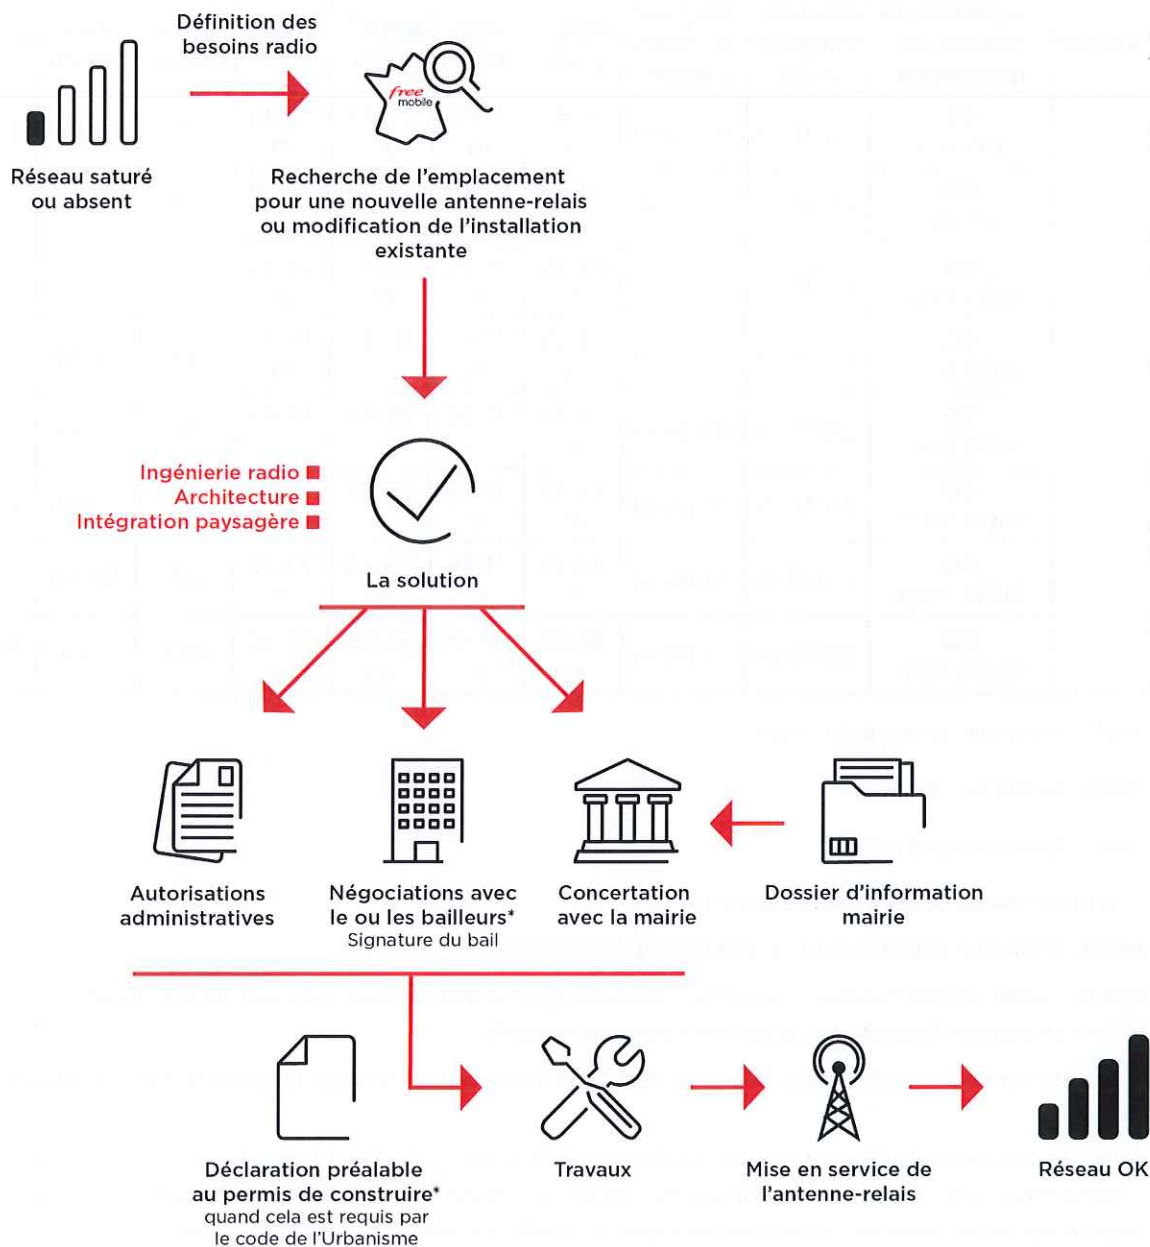 Définition des
besoins radio
free
mobile
Réseau saturé
ou absent
Recherche de l'emplacement
pour une nouvelle antenne-relais
ou modification de l'installation
existante
Ingénierie radio
Architecture
Intégration paysagère
La solution
Autorisations
administratives
Négociations avec
le ou les bailleurs*
Signature du bail
Concertation
avec la mairie
Dossier d'information
mairie
Déclaration préalable
au permis de construire*
quand cela est requis par
le code de l'Urbanisme
Travaux
Mise en service de
l'antenne-relais
Réseau OK